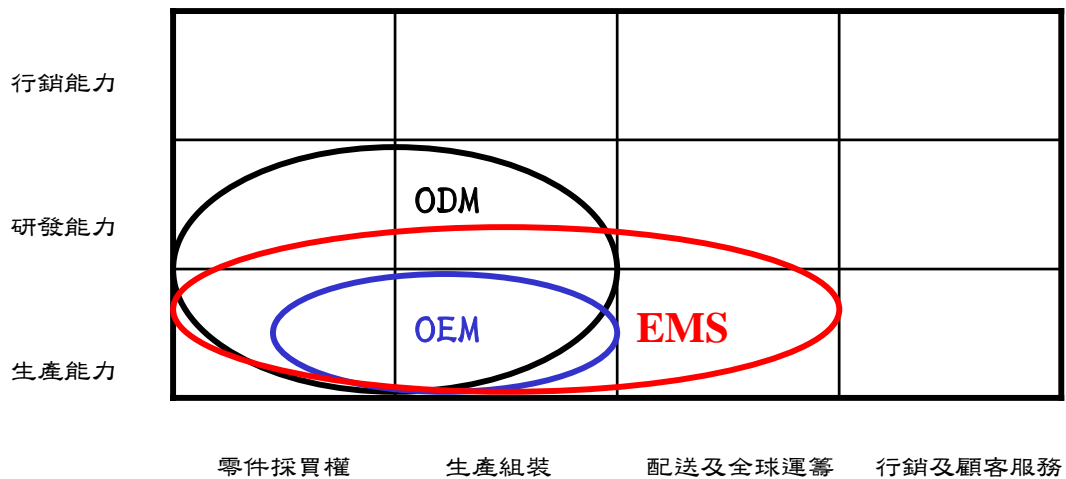 行銷能力
ODM
研發能力
OEM
EMS
生產能力
零件採買權 生產組裝 配送及全球運籌 行銷及顧客服務